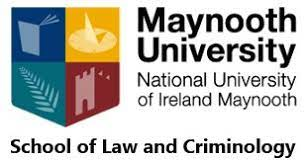 Maynooth
University
National University
of Ireland Maynooth
School of Law and Criminology